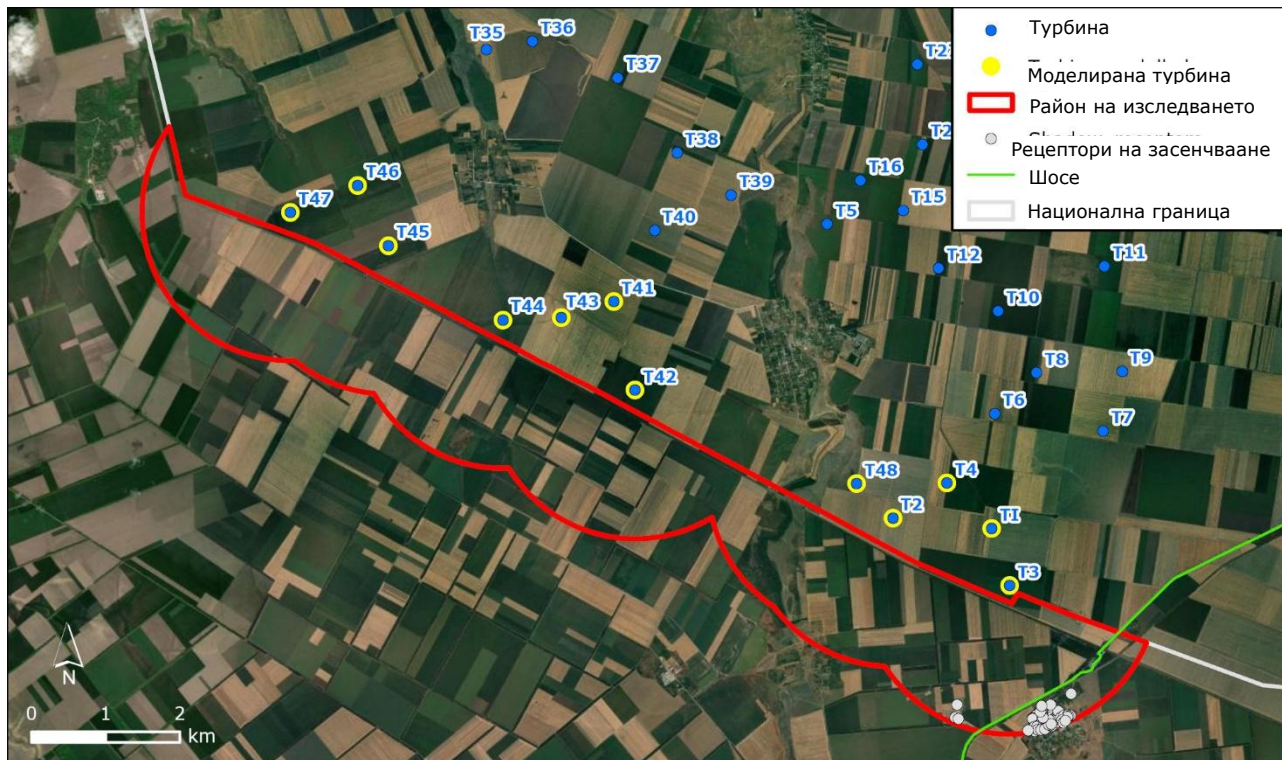 T35
T36
T37
T38
T39
T40
T46
T47
T45
T44
T43
T41
T42
T5
T16
T15
T12
T11
T10
T8
T9
T6
T7
T48
T4
T2
TI
T3
Турбина
Моделирана турбина
Район на изследването
Рецептори на засенчваане
Шосе
Национална граница
N
0 1 2
km